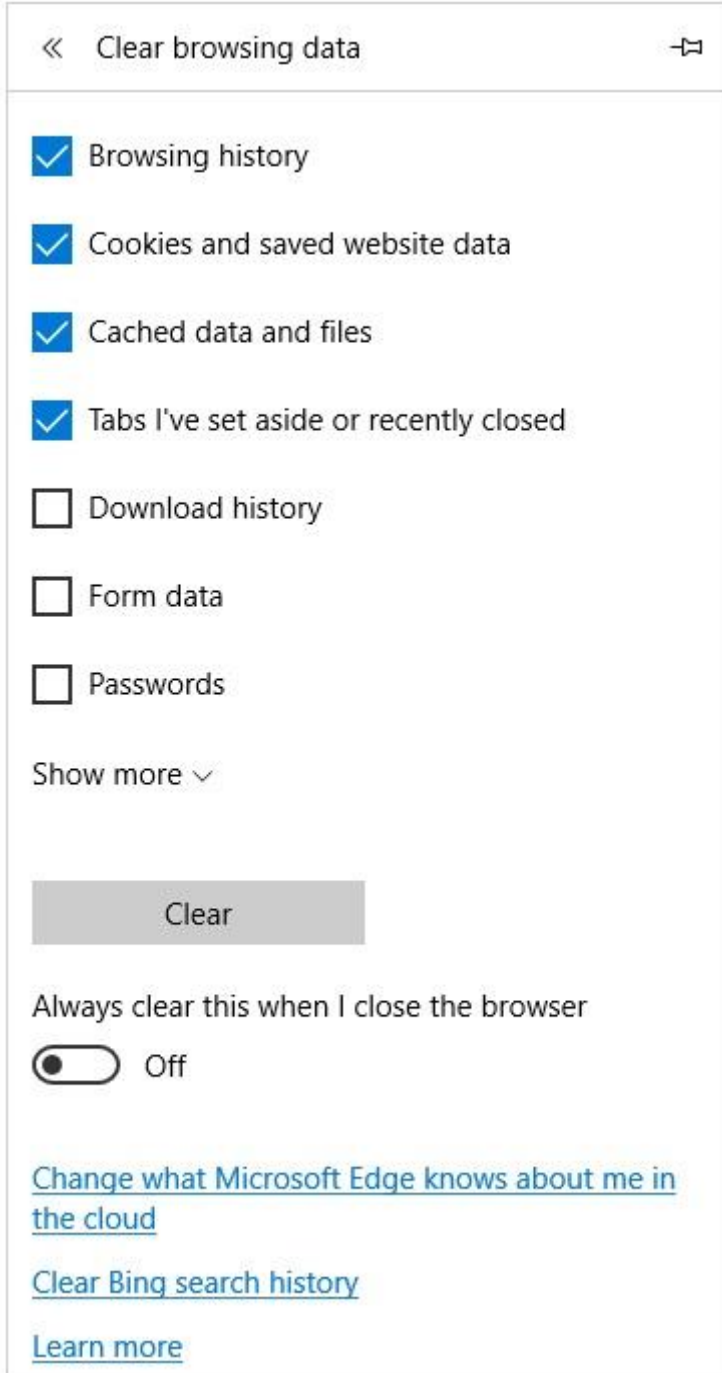 Clear browsing data
Browsing history
Cookies and saved website data
Cached data and files
Tabs I've set aside or recently closed
Download history
Form data
Passwords
Show more
Clear
Always clear this when I close the browser
Off
Change what Microsoft Edge knows about me in
the cloud
Clear Bing search history
Learn more